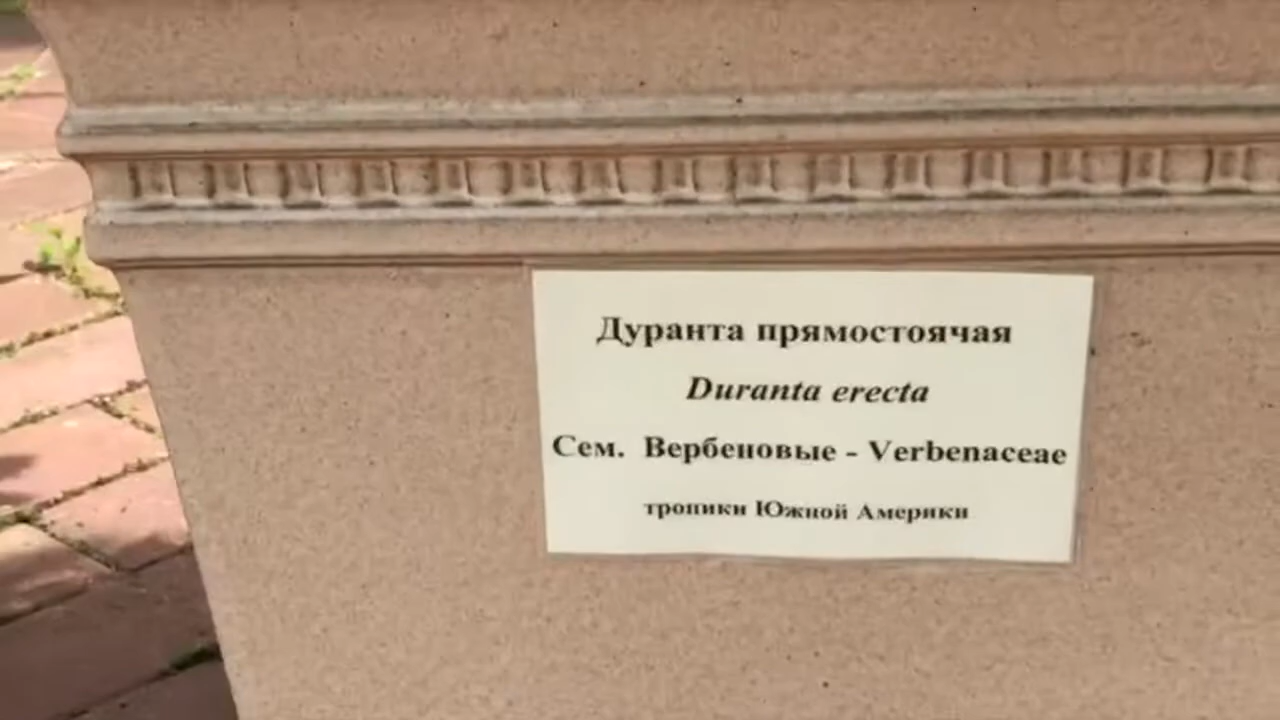 Дуранта прямостоячая
Duranta erecta
Сем. Вербеновые - Verbenaceae
тропики Южной Америки